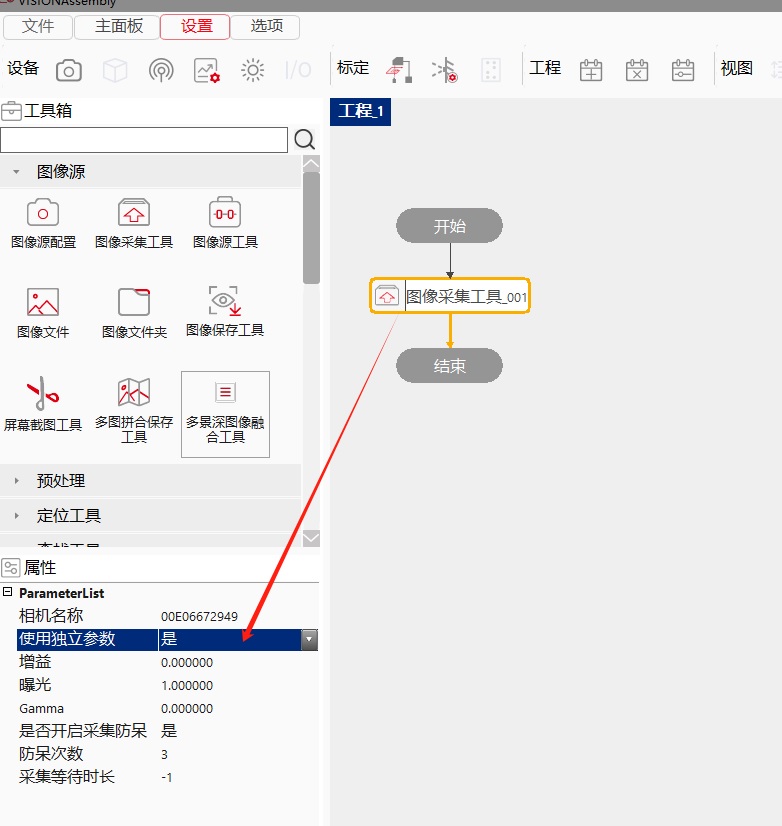 VISIONAssembly
文件 主面板 设置 选项
设备 I/O 标定 工程 视图
工具箱
工程_1
图像源
图像源配置 图像采集工具 图像源工具
图像文件 图像文件夹 图像保存工具
屏幕截图工具 多图拼合保存工具 多景深图像融合工具
预处理
定位工具
开始
图像采集工具_001
结束
属性
ParameterList
相机名称 00E06672949
使用独立参数 是
增益 0.000000
曝光 1.000000
Gamma 0.000000
是否开启采集防呆 是
防呆次数 3
采集等待时长 -1